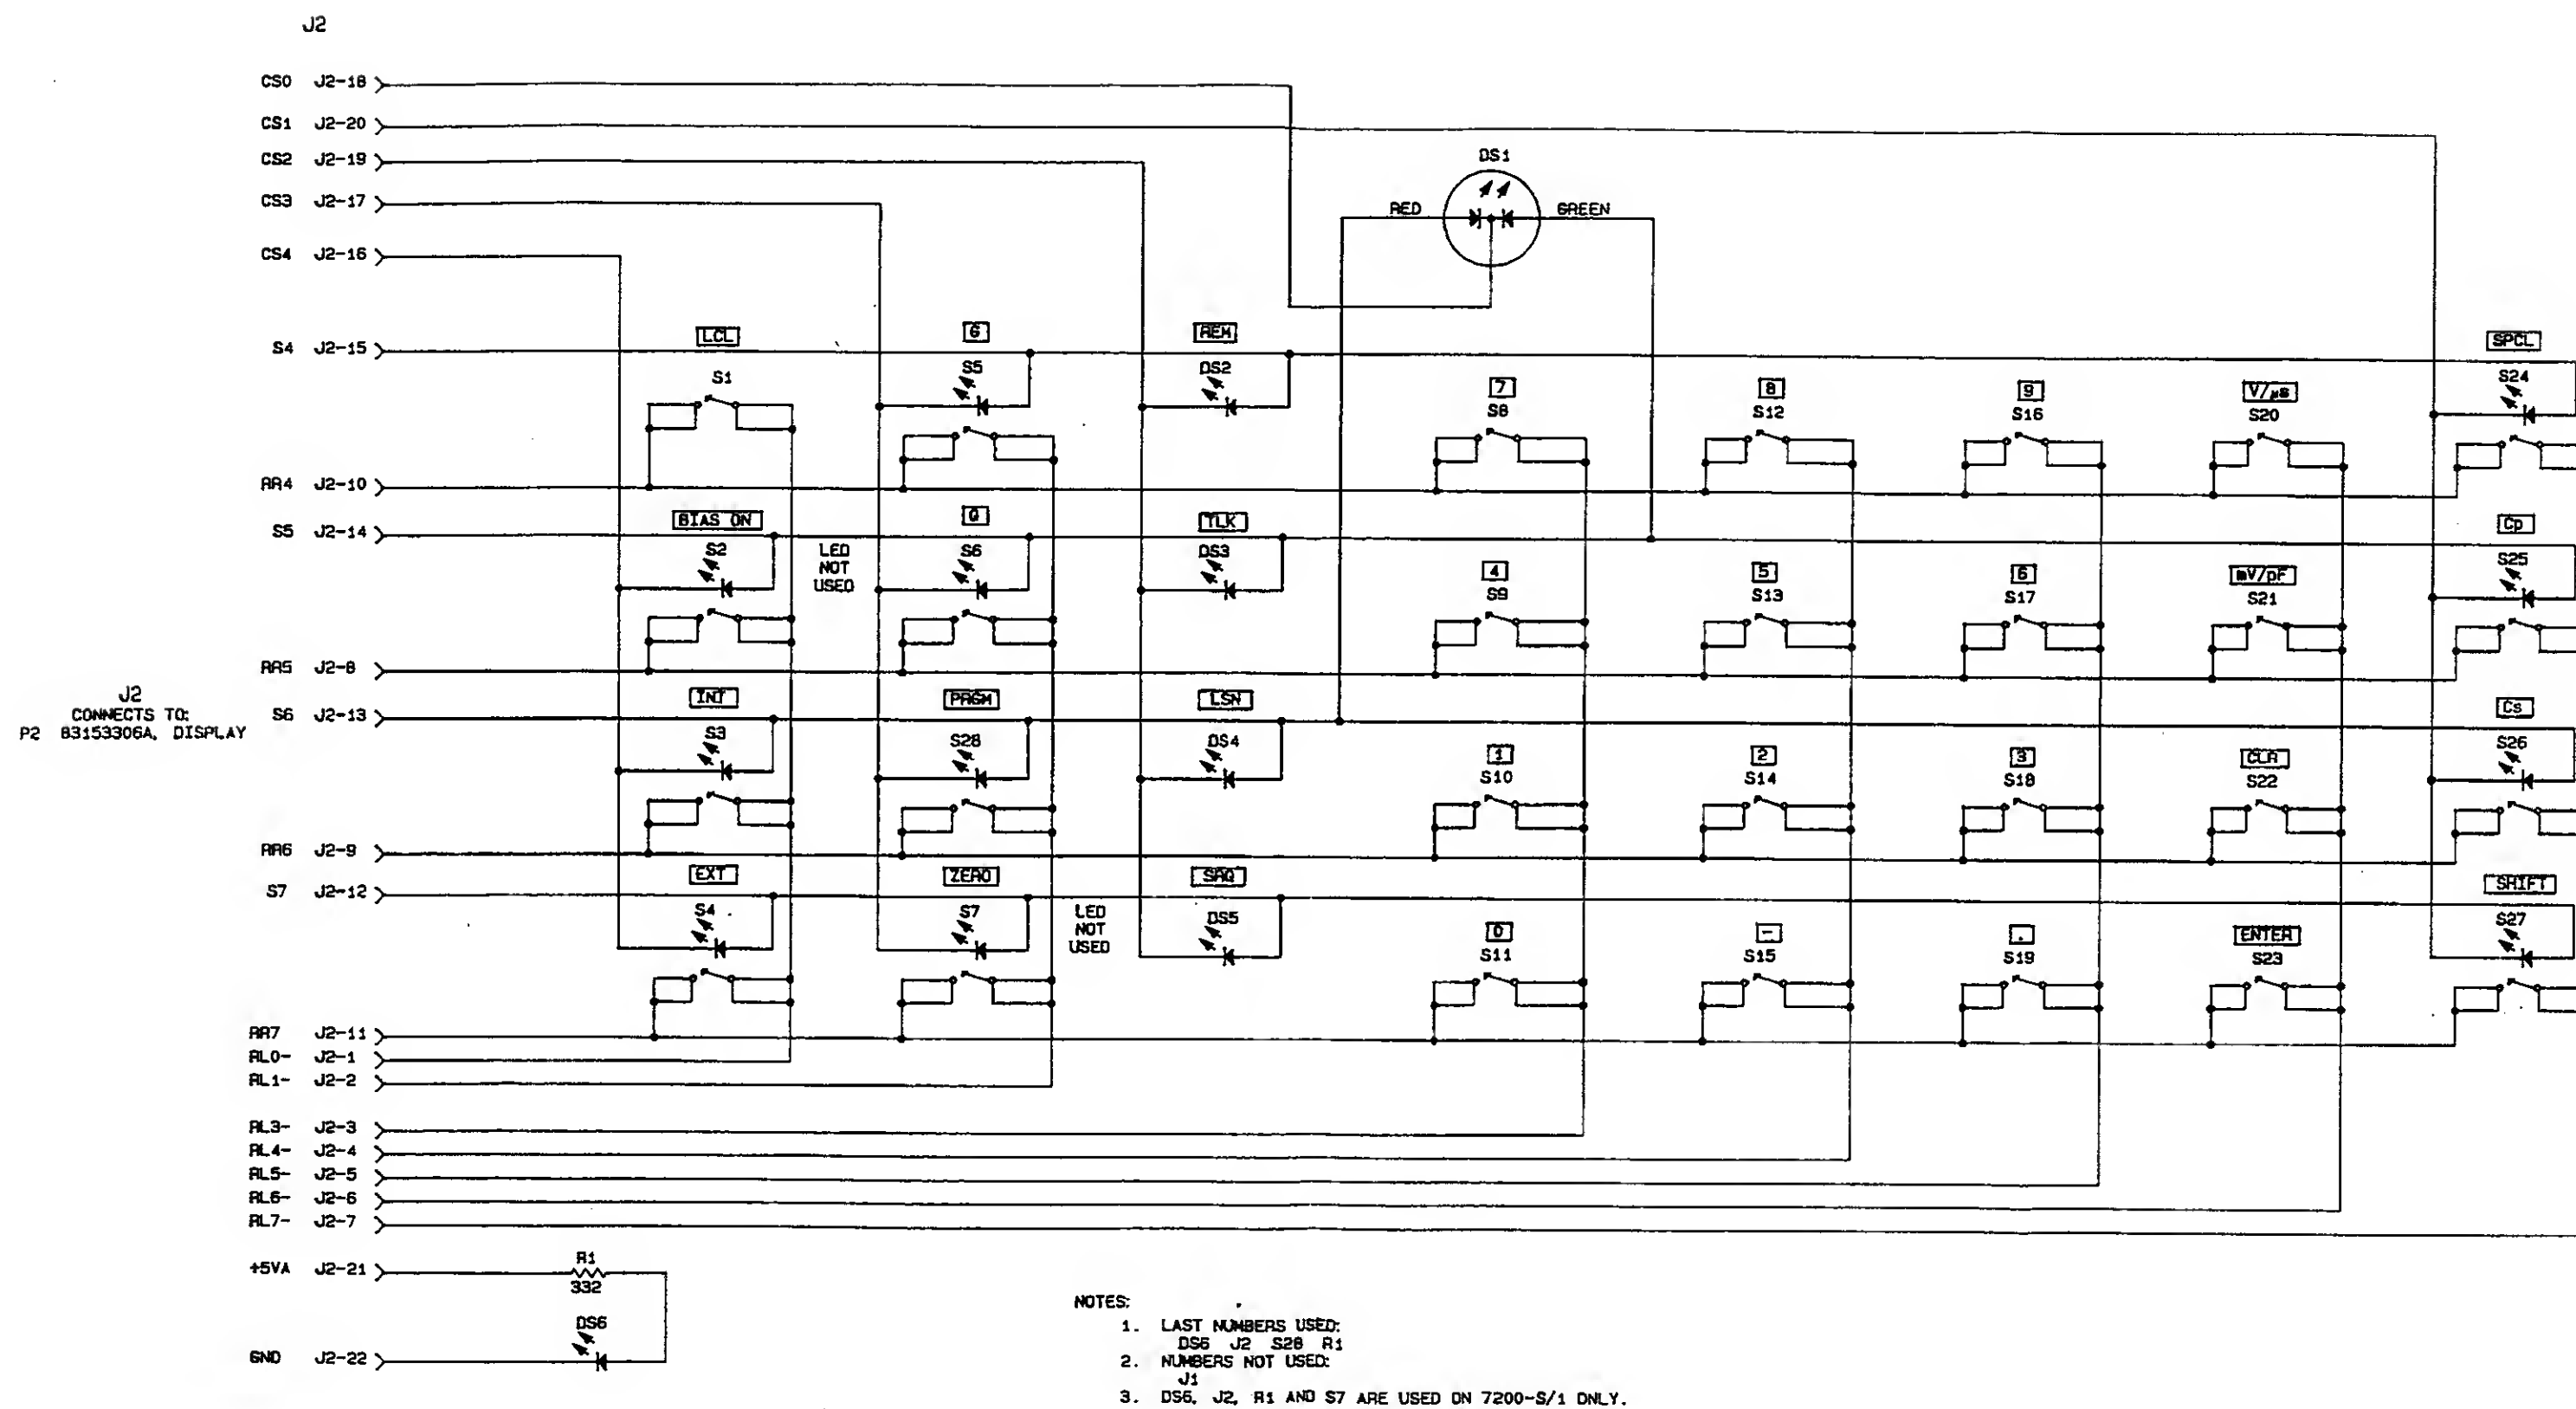 J2
CS0 J2-18
CS1 J2-20
CS2 J2-19
CS3 J2-17
CS4 J2-16
DS1
RED
GREEN
S4 J2-15
LCL
G
REM
SPCL
S1
S5
DS2
7
8
9
V/µs
S24
S8
S12
S16
S20
RR4 J2-10
S5 J2-14
BIAS ON
Q
TLK
Cp
S2
LED
NOT
USED
S6
DS3
4
5
6
mV/pF
S25
S9
S13
S17
S21
RR5 J2-8
J2
CONNECTS TO:
P2 83153306A, DISPLAY
S6 J2-13
INT
PRGM
LSN
Cs
S3
S28
DS4
1
2
3
CLR
S26
S10
S14
S18
S22
RR6 J2-9
S7 J2-12
EXT
ZERO
SRQ
SHIFT
S4
S7
LED
NOT
USED
DS5
0
-
.
ENTER
S27
S11
S15
S19
S23
RR7 J2-11
RL0- J2-1
RL1- J2-2
RL3- J2-3
RL4- J2-4
RL5- J2-5
RL6- J2-6
RL7- J2-7
+5VA J2-21
R1
332
DS6
GND J2-22
NOTES:
1. LAST NUMBERS USED:
DS6 J2 S28 R1
2. NUMBERS NOT USED:
J1
3. DS6, J2, R1 AND S7 ARE USED ON 7200-S/1 ONLY.